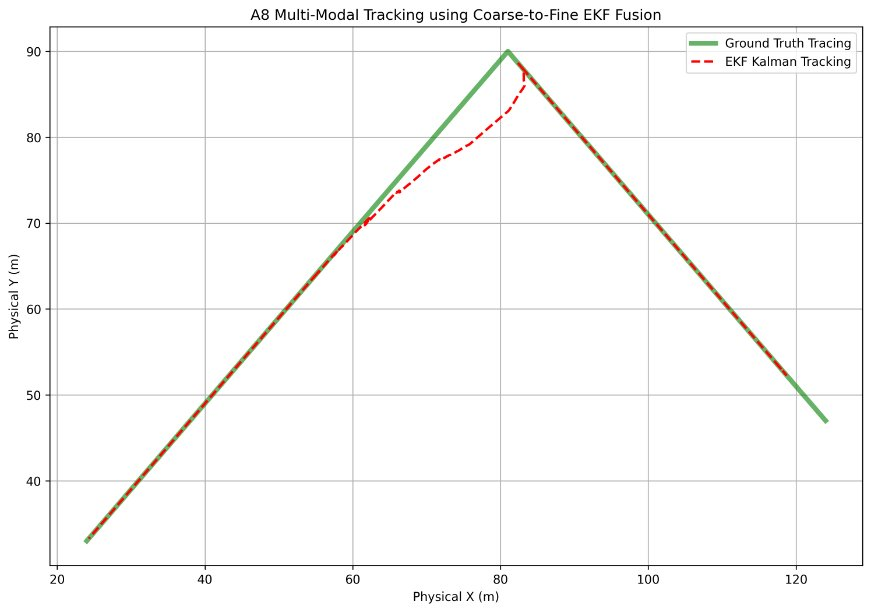 A8 Multi-Modal Tracking using Coarse-to-Fine EKF Fusion
Ground Truth Tracing
EKF Kalman Tracking
90
80
70
60
50
40
Physical Y (m)
20 40 60 80 100 120
Physical X (m)